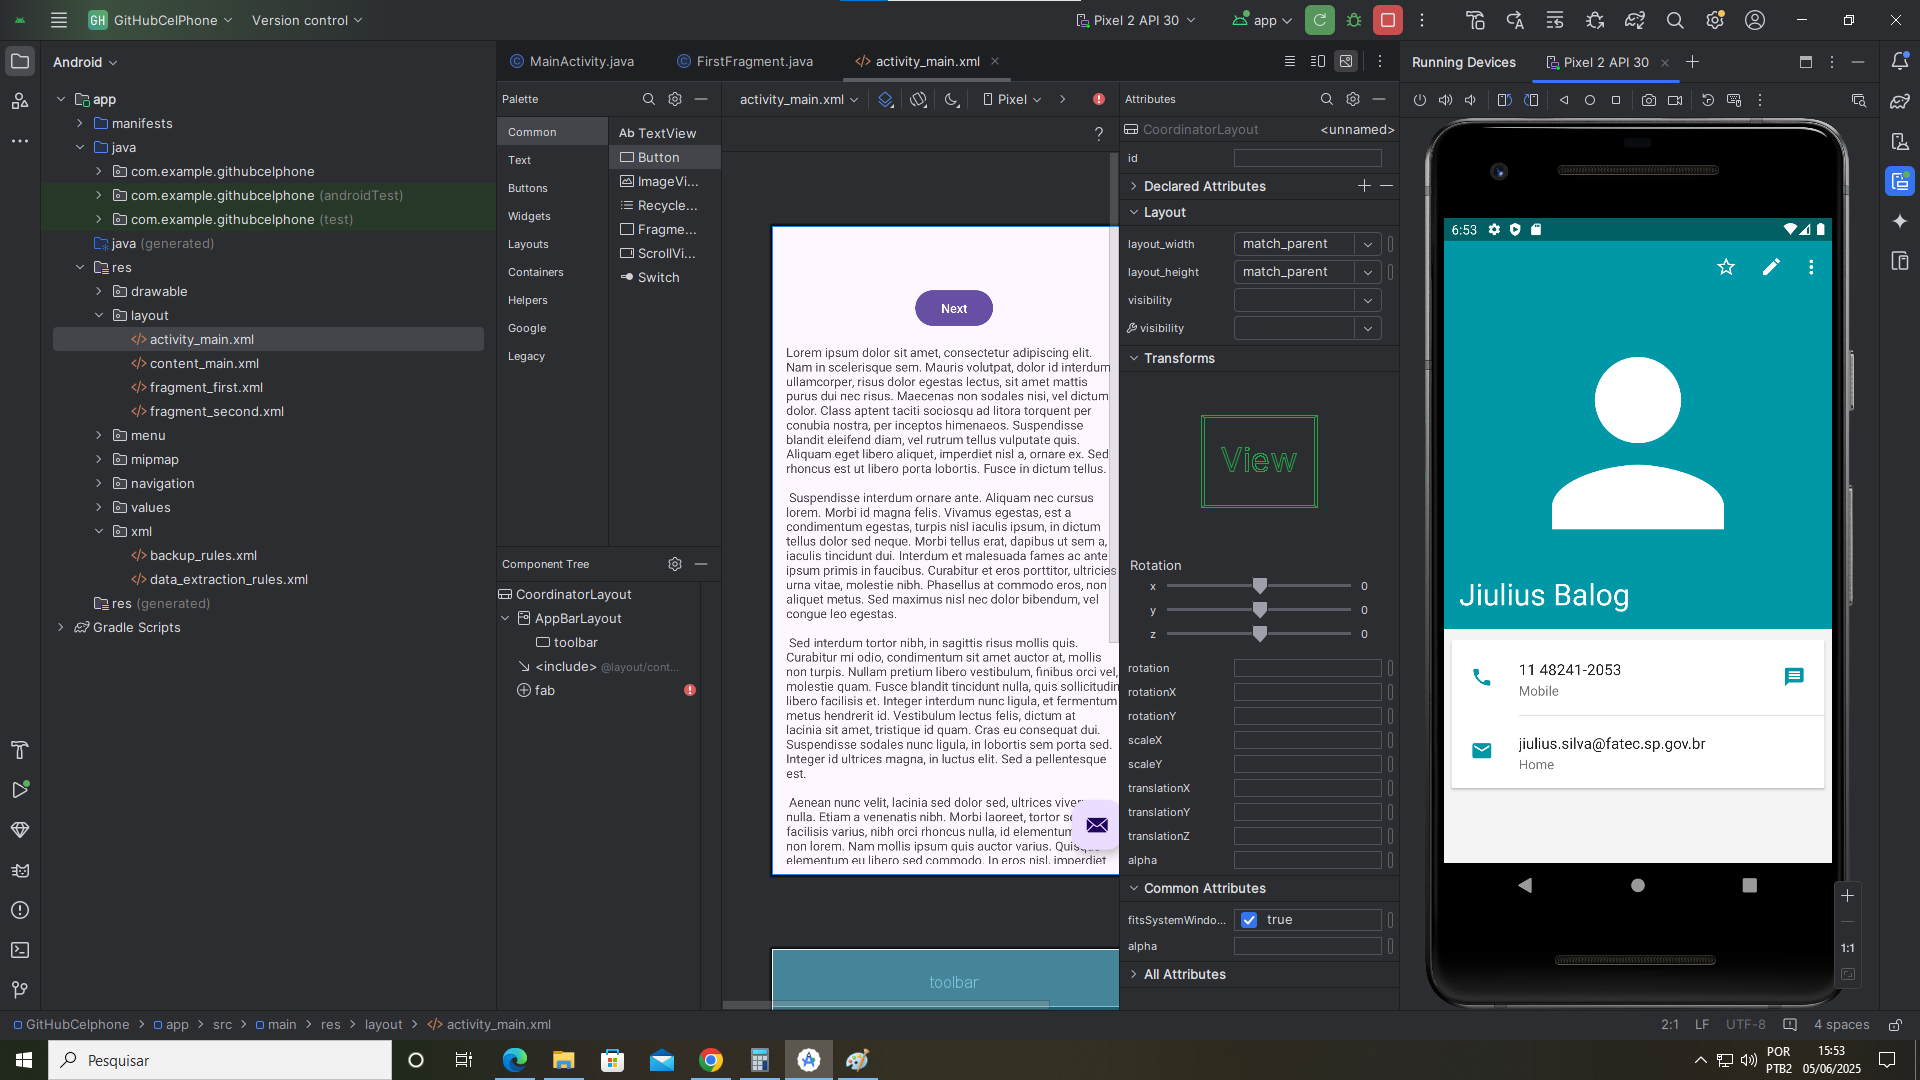 GH GitHubCelPhone
Version control
Pixel 2 API 30
app
Android
app
manifests
java
com.example.githubcelphone
com.example.githubcelphone (androidTest)
com.example.githubcelphone (test)
java (generated)
res
drawable
layout
activity_main.xml
content_main.xml
fragment_first.xml
fragment_second.xml
menu
mipmap
navigation
values
xml
backup_rules.xml
data_extraction_rules.xml
res (generated)
Gradle Scripts
MainActivity.java
FirstFragment.java
activity_main.xml
Palette
Common
Text
Buttons
Widgets
Layouts
Containers
Helpers
Google
Legacy
Ab TextView
Button
ImageVi...
Recycle...
Fragme...
ScrollVi...
Switch
Component Tree
CoordinatorLayout
AppBarLayout
toolbar
<include> @layout/cont...
fab
activity_main.xml
Pixel
?
Next
Lorem ipsum dolor sit amet, consectetur adipiscing elit.
Nam in scelerisque sem. Mauris volutpat, dolor id interdum
ullamcorper, risus dolor egestas lectus, sit amet mattis
purus dui nec risus. Maecenas non sodales nisi, vel dictum
dolor. Class aptent taciti sociosqu ad litora torquent per
conubia nostra, per inceptos himenaeos. Suspendisse
blandit eleifend diam, vel rutrum tellus vulputate quis.
Aliquam eget libero aliquet, imperdiet nisl a, ornare ex. Sed
rhoncus est ut libero porta lobortis. Fusce in dictum tellus.
Suspendisse interdum ornare ante. Aliquam nec cursus
lorem. Morbi id magna felis. Vivamus egestas, est a
condimentum egestas, turpis nisl iaculis ipsum, in dictum
tellus dolor sed neque. Morbi tellus erat, dapibus ut sem a,
iaculis tincidunt dui. Interdum et malesuada fames ac ante
ipsum primis in faucibus. Curabitur et eros porttitor, ultricies
urna vitae, molestie nibh. Phasellus at commodo eros, non
aliquet metus. Sed maximus nisl nec dolor bibendum, vel
congue leo egestas.
Sed interdum tortor nibh, in sagittis risus mollis quis.
Curabitur mi odio, condimentum sit amet auctor at, mollis
non turpis. Nullam pretium libero vestibulum, finibus orci vel,
molestie quam. Fusce blandit tincidunt nulla, quis sollicitudin
libero facilisis et. Integer interdum nunc ligula, et fermentum
metus hendrerit id. Vestibulum lectus felis, dictum at
lacinia sit amet, tristique id quam. Cras eu consequat dui.
Suspendisse sodales nunc ligula, in lobortis sem porta sed.
Integer id ultrices magna, in luctus elit. Sed a pellentesque
est.
Aenean nunc velit, lacinia sed dolor sed, ultrices
nulla. Etiam a venenatis nibh. Morbi laoreet, tortor
facilisis varius, nibh orci rhoncus nulla, id elementum
non lorem. Nam mollis ipsum quis auctor varius.
elementum eu libero sed commodo. In eros nisl, imperdiet
toolbar
Attributes
CoordinatorLayout <unnamed>
id
Declared Attributes
Layout
layout_width match_parent
layout_height match_parent
visibility
visibility
Transforms
View
Rotation
x 0
y 0
z 0
rotation
rotationX
rotationY
scaleX
scaleY
translationX
translationY
translationZ
alpha
Common Attributes
fitsSystemWindo... true
alpha
All Attributes
Running Devices
Pixel 2 API 30
6:53
Jiulius Balog
11 48241-2053
Mobile
jiulius.silva@fatec.sp.gov.br
Home
1:1
GitHubCelphone > app > src > main > res > layout > activity_main.xml
2:1 LF UTF-8 4 spaces
Pesquisar
POR
PTB2
15:53
05/06/2025